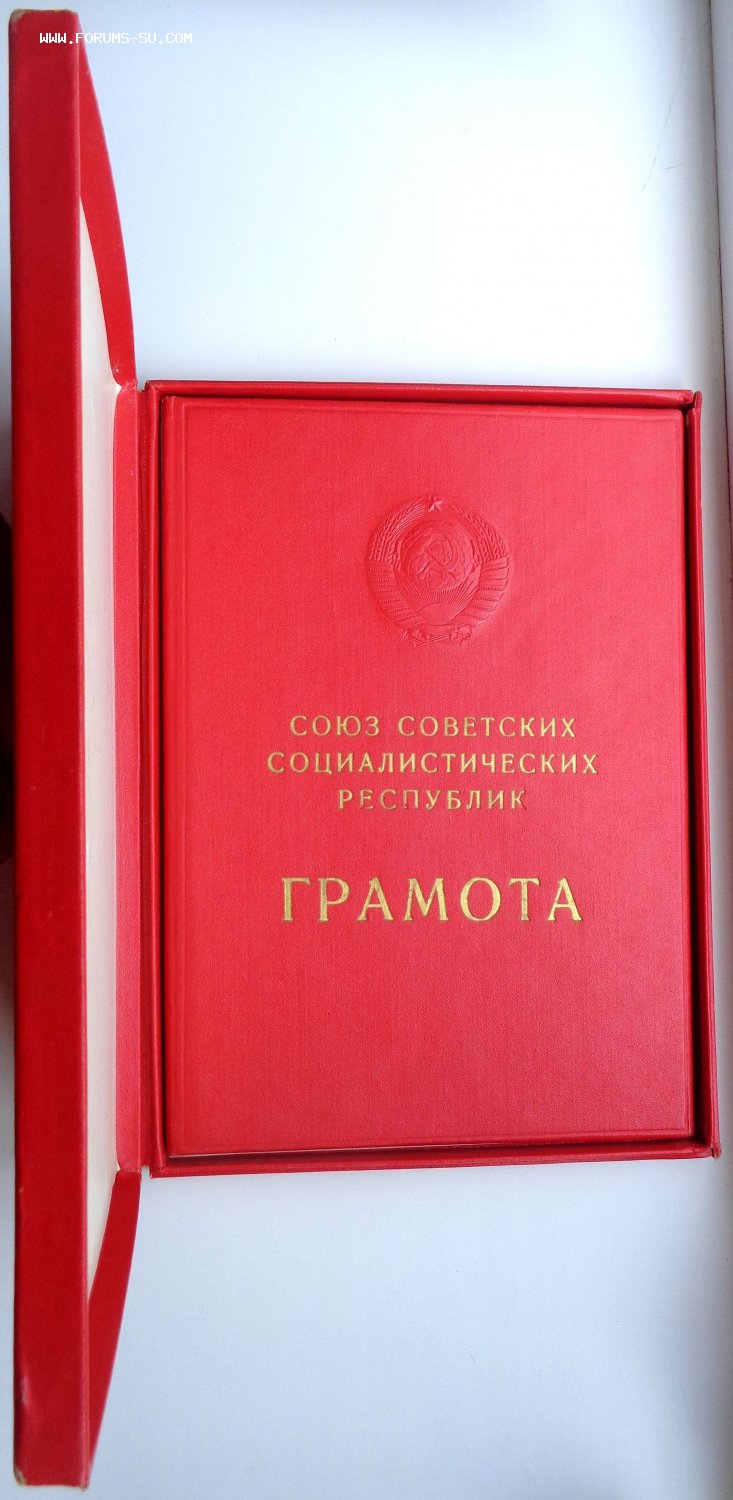 WWW.FORUMS-SU.COM
СОЮЗ СОВЕТСКИХ
СОЦИАЛИСТИЧЕСКИХ
РЕСПУБЛИК
ГРАМОТА